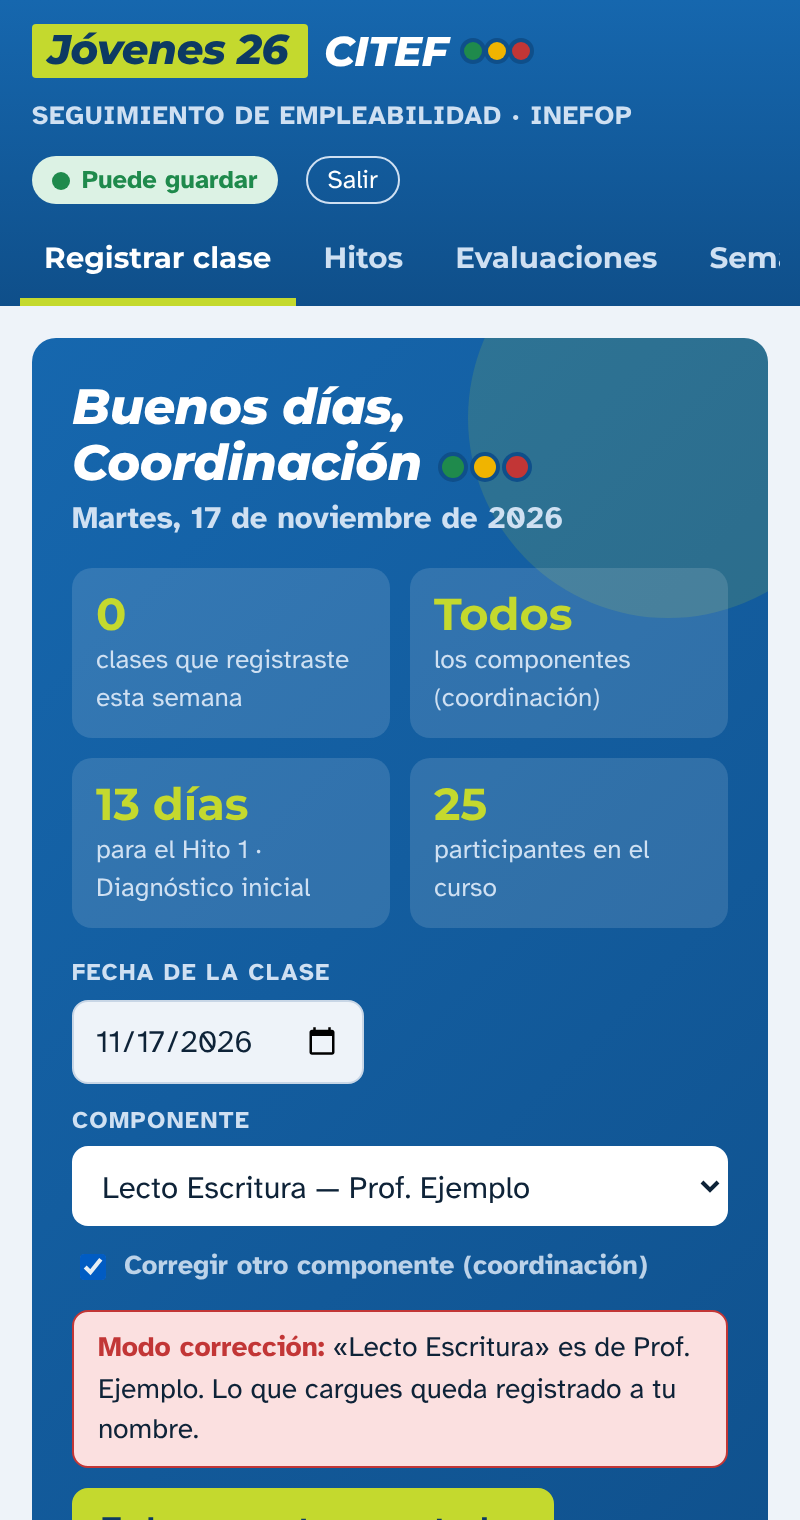 Jóvenes 26 CITEF
SEGUIMIENTO DE EMPLEABILIDAD · INEFOP
Puede guardar Salir
Registrar clase Hitos Evaluaciones
Buenos días,
Coordinación
Martes, 17 de noviembre de 2026
0
clases que registraste
esta semana
Todos
los componentes
(coordinación)
13 días
para el Hito 1 ·
Diagnóstico inicial
25
participantes en el
curso
FECHA DE LA CLASE
11/17/2026
COMPONENTE
Lecto Escritura — Prof. Ejemplo
Corregir otro componente (coordinación)
Modo corrección: «Lecto Escritura» es de Prof.
Ejemplo. Lo que cargues queda registrado a tu
nombre.